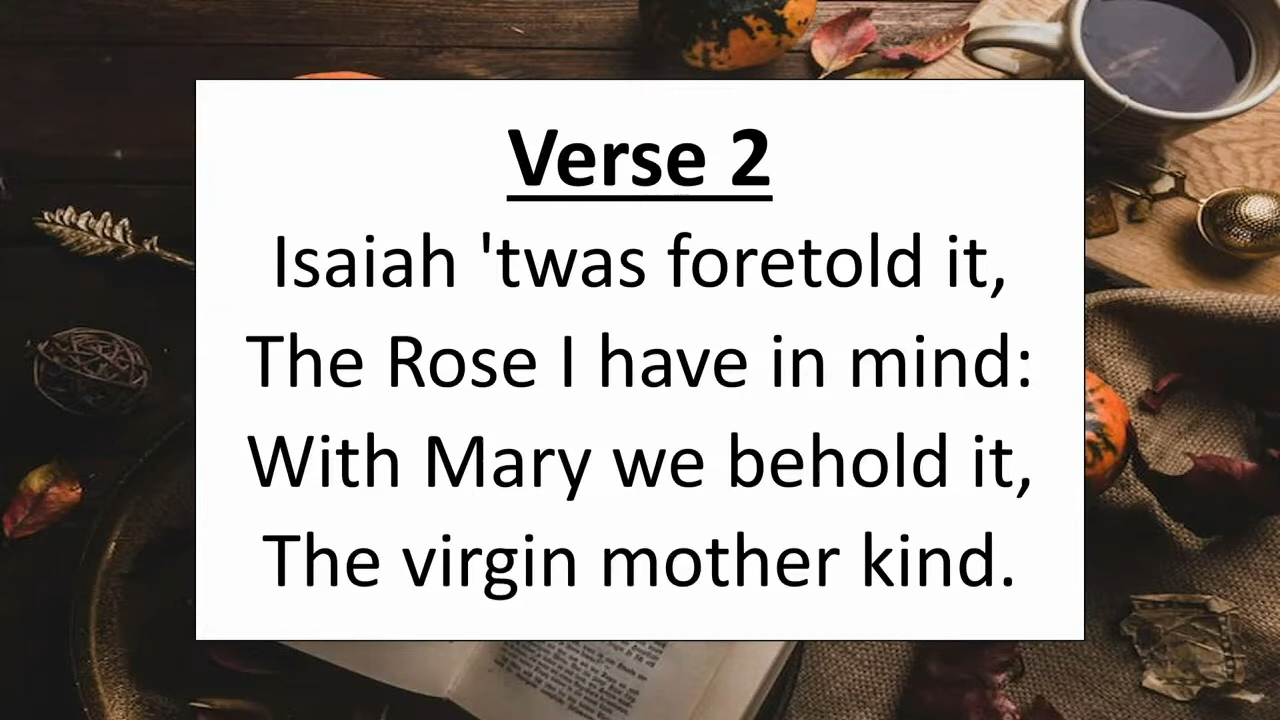 Verse 2
Isaiah 'twas foretold it,
The Rose I have in mind:
With Mary we behold it,
The virgin mother kind.